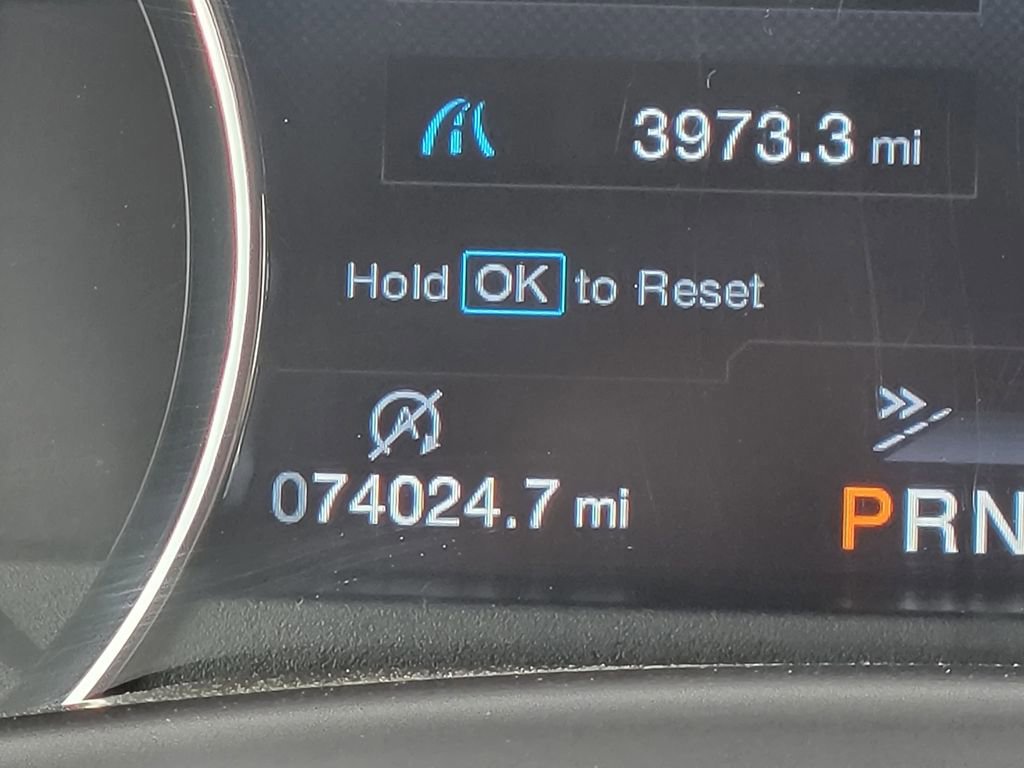 3973.3 mi
Hold OK to Reset
A
074024.7 mi
PRN